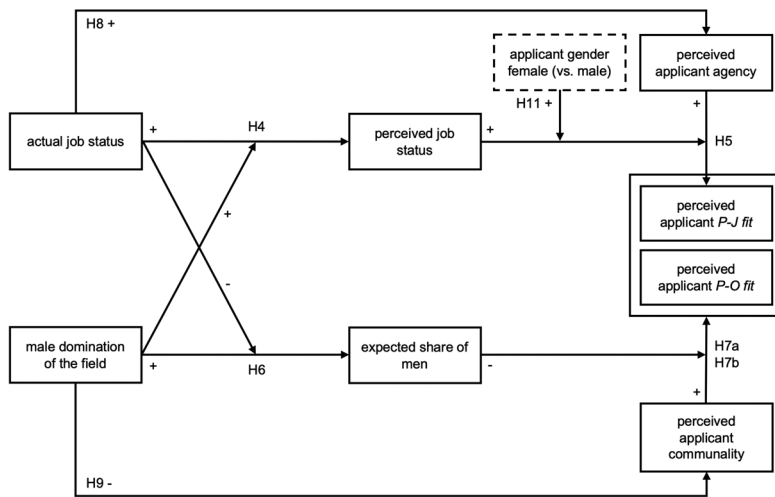 H8 +
applicant gender
female (vs. male)
perceived
applicant agency
H11 +
+
actual job status
+
H4
perceived job
status
+
H5
+
perceived
applicant P-J fit
-
perceived
applicant P-O fit
male domination
of the field
+
H6
expected share of
men
-
H7a
H7b
+
perceived
applicant
communality
H9 -